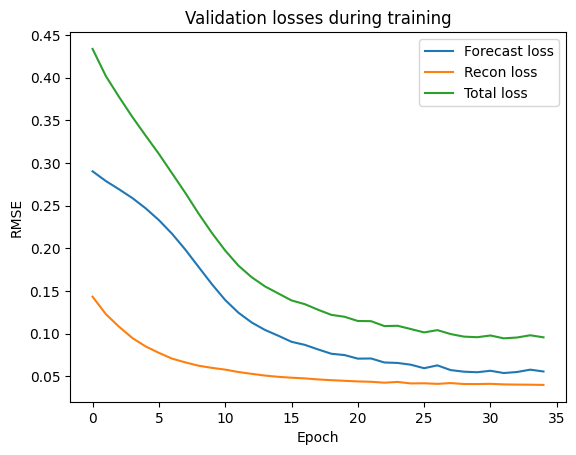 Validation losses during training
0.45
0.40
0.35
0.30
0.25
0.20
0.15
0.10
0.05
RMSE
Forecast loss
Recon loss
Total loss
0 5 10 15 20 25 30 35
Epoch